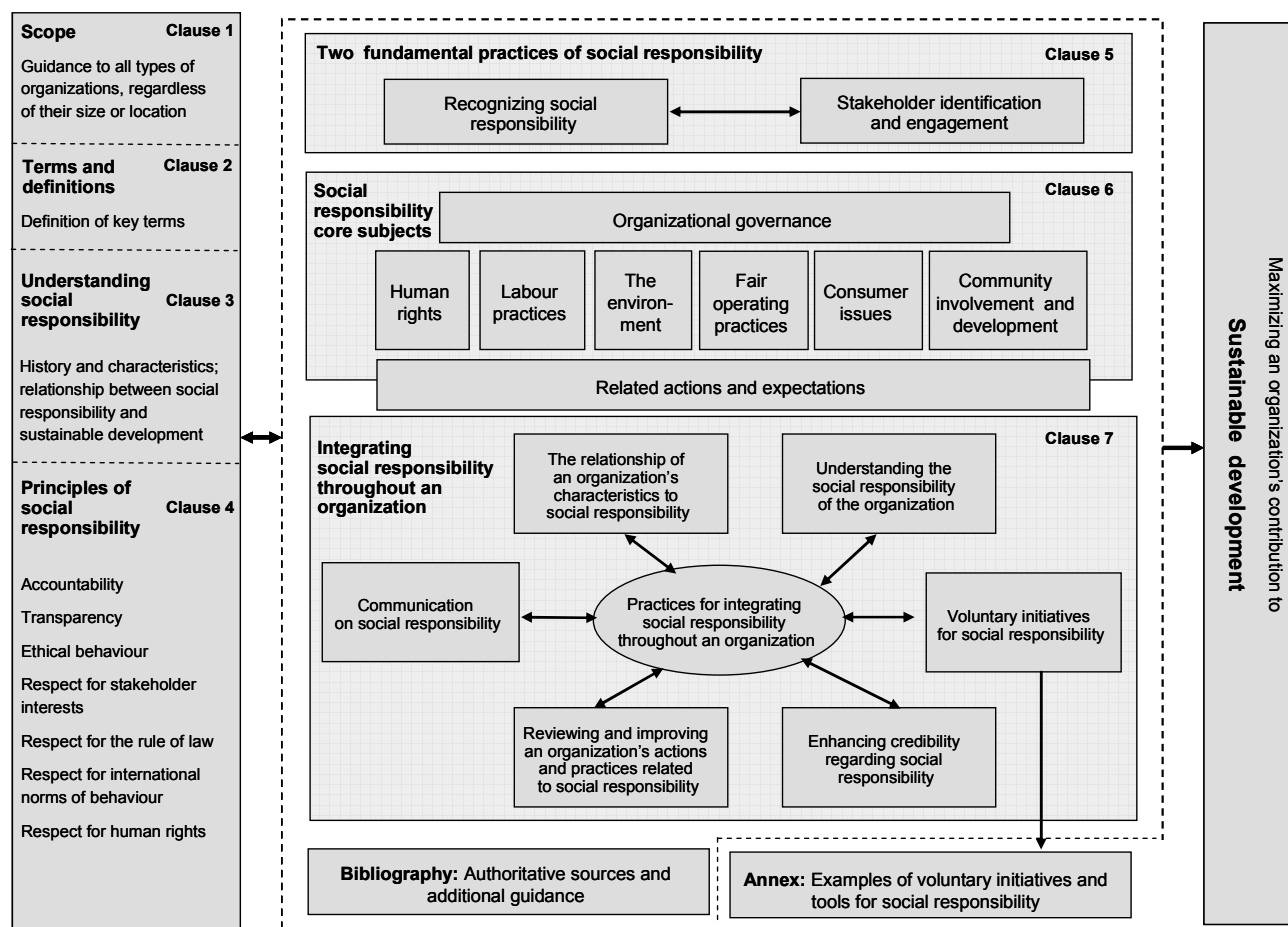 Scope Clause 1
Guidance to all types of
organizations, regardless
of their size or location
Terms and Clause 2
definitions
Definition of key terms
Understanding
social Clause 3
responsibility
History and characteristics;
relationship between social
responsibility and
sustainable development
Principles of
social Clause 4
responsibility
Accountability
Transparency
Ethical behaviour
Respect for stakeholder
interests
Respect for the rule of law
Respect for international
norms of behaviour
Respect for human rights
Two fundamental practices of social responsibility Clause 5
Recognizing social
responsibility
Stakeholder identification
and engagement
Social
responsibility
core subjects
Clause 6
Organizational governance
Human
rights
Labour
practices
The
environ-
ment
Fair
operating
practices
Consumer
issues
Community
involvement and
development
Related actions and expectations
Integrating
social responsibility
throughout an
organization
Clause 7
The relationship of
an organization's
characteristics to
social responsibility
Understanding the
social responsibility
of the organization
Communication
on social responsibility
Practices for integrating
social responsibility
throughout an organization
Voluntary initiatives
for social responsibility
Reviewing and improving
an organization's actions
and practices related
to social responsibility
Enhancing credibility
regarding social
responsibility
Bibliography: Authoritative sources and
additional guidance
Annex: Examples of voluntary initiatives and
tools for social responsibility
Maximizing an organization's contribution to
Sustainable development